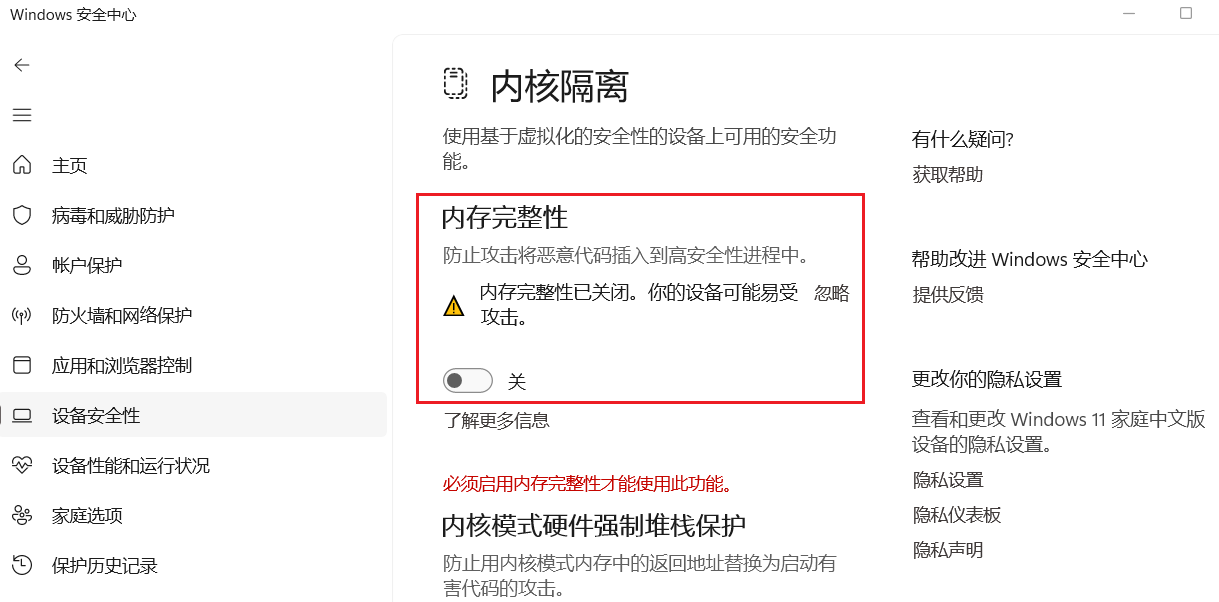 Windows 安全中心
主页
病毒和威胁防护
帐户保护
防火墙和网络保护
应用和浏览器控制
设备安全性
设备性能和运行状况
家庭选项
保护历史记录
内核隔离
使用基于虚拟化的安全性的设备上可用的安全功
能。
内存完整性
防止攻击将恶意代码插入到高安全性进程中。
内存完整性已关闭。你的设备可能易受
攻击。
忽略
关
了解更多信息
必须启用内存完整性才能使用此功能。
内核模式硬件强制堆栈保护
防止用内核模式内存中的返回地址替换为启动有
害代码的攻击。
有什么疑问?
获取帮助
帮助改进 Windows 安全中心
提供反馈
更改你的隐私设置
查看和更改 Windows 11 家庭中文版
设备的隐私设置。
隐私设置
隐私仪表板
隐私声明